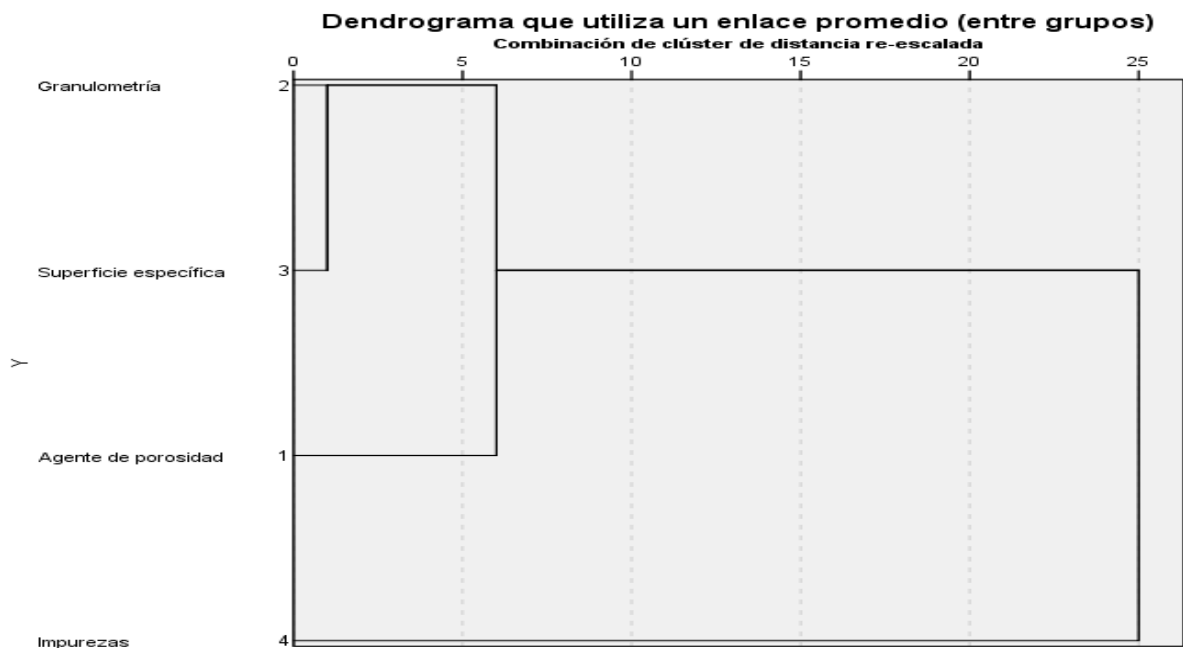 Dendrograma que utiliza un enlace promedio (entre grupos)
Combinación de clúster de distancia re-escalada
0 5 10 15 20 25
Granulometría 2
Superficie específica 3
Y
Agente de porosidad 1
Impurezas 4